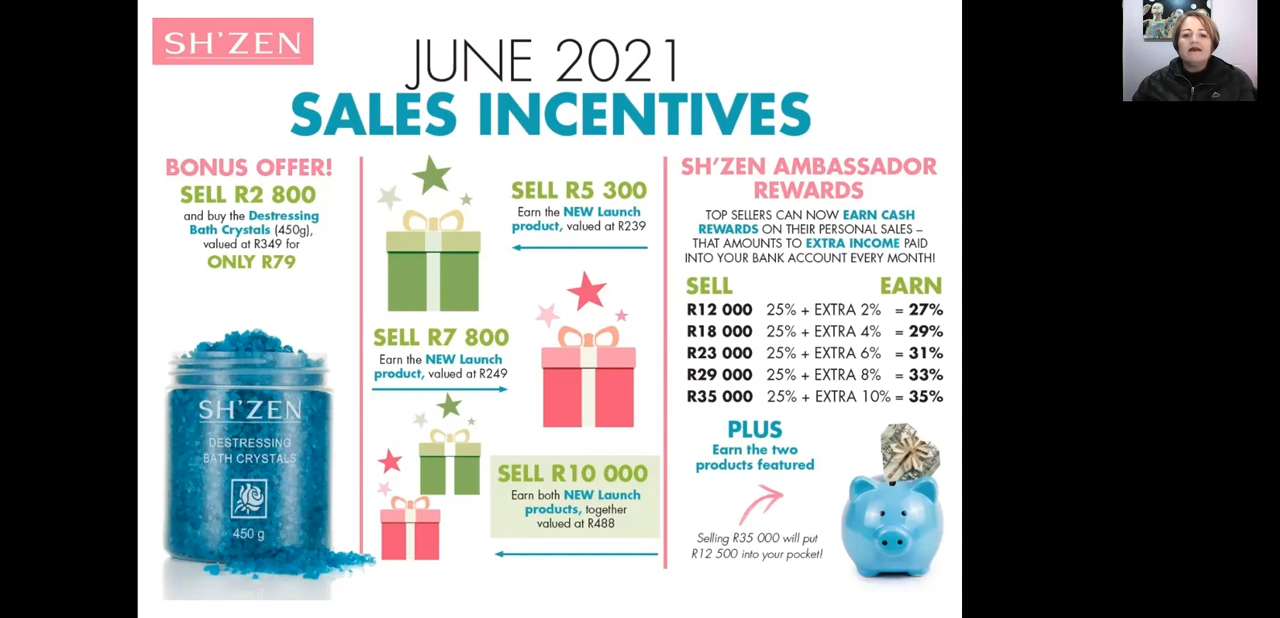 SH'ZEN
JUNE 2021
SALES INCENTIVES
BONUS OFFER!
SELL R2 800
and buy the Destressing
Bath Crystals (450g),
valued at R349 for
ONLY R79
SH'ZEN
DESTRESSING
BATH CRYSTALS
450 g
SELL R5 300
Earn the NEW Launch
product, valued at R239
SELL R7 800
Earn the NEW Launch
product, valued at R249
SELL R10 000
Earn both NEW Launch
products, together
valued at R488
SH'ZEN AMBASSADOR
REWARDS
TOP SELLERS CAN NOW EARN CASH
REWARDS ON THEIR PERSONAL SALES –
THAT AMOUNTS TO EXTRA INCOME PAID
INTO YOUR BANK ACCOUNT EVERY MONTH!
SELL EARN
R12 000 25% + EXTRA 2% = 27%
R18 000 25% + EXTRA 4% = 29%
R23 000 25% + EXTRA 6% = 31%
R29 000 25% + EXTRA 8% = 33%
R35 000 25% + EXTRA 10% = 35%
PLUS
Earn the two
products featured
Selling R35 000 will put
R12 500 into your pocket!